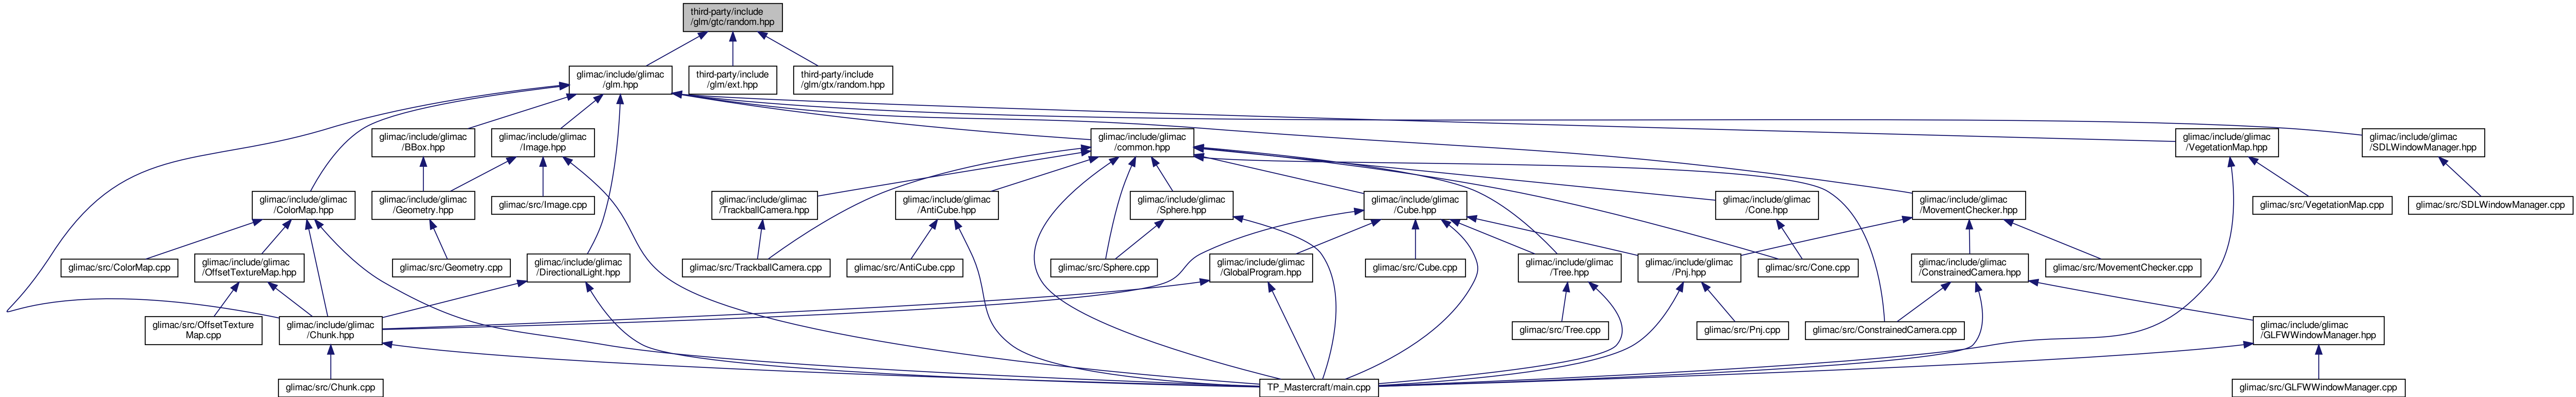 third-party/include
/glm/gtc/random.hpp
glimac/include/glimac
/glm.hpp
third-party/include
/glm/ext.hpp
third-party/include
/glm/gtx/random.hpp
glimac/include/glimac
/BBox.hpp
glimac/include/glimac
/Image.hpp
glimac/include/glimac
/common.hpp
glimac/include/glimac
/VegetationMap.hpp
glimac/include/glimac
/SDLWindowManager.hpp
glimac/include/glimac
/ColorMap.hpp
glimac/include/glimac
/Geometry.hpp
glimac/src/Image.cpp
glimac/include/glimac
/TrackballCamera.hpp
glimac/include/glimac
/AntiCube.hpp
glimac/include/glimac
/Sphere.hpp
glimac/include/glimac
/Cube.hpp
glimac/include/glimac
/Cone.hpp
glimac/include/glimac
/MovementChecker.hpp
glimac/src/VegetationMap.cpp
glimac/src/SDLWindowManager.cpp
glimac/src/ColorMap.cpp
glimac/include/glimac
/OffsetTextureMap.hpp
glimac/src/Geometry.cpp
glimac/include/glimac
/DirectionalLight.hpp
glimac/src/TrackballCamera.cpp
glimac/src/AntiCube.cpp
glimac/src/Sphere.cpp
glimac/include/glimac
/GlobalProgram.hpp
glimac/src/Cube.cpp
glimac/include/glimac
/Tree.hpp
glimac/include/glimac
/Pnj.hpp
glimac/src/Cone.cpp
glimac/include/glimac
/ConstrainedCamera.hpp
glimac/src/MovementChecker.cpp
glimac/src/OffsetTexture
Map.cpp
glimac/include/glimac
/Chunk.hpp
glimac/src/Tree.cpp
glimac/src/Pnj.cpp
glimac/src/ConstrainedCamera.cpp
glimac/include/glimac
/GLFWWindowManager.hpp
glimac/src/Chunk.cpp
TP_Mastercraft/main.cpp
glimac/src/GLFWWindowManager.cpp